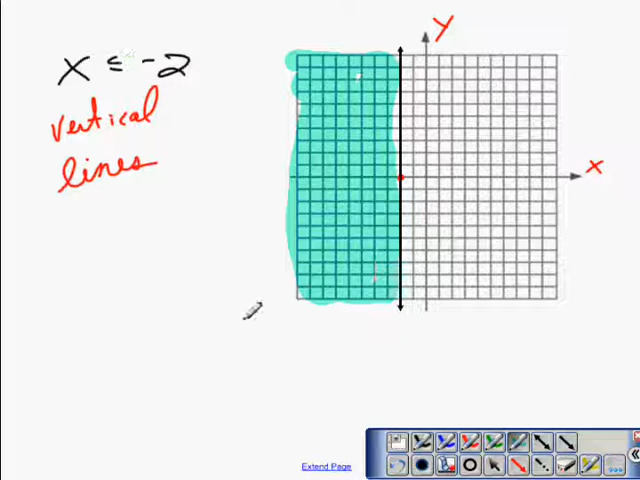 x ≤ -2
vertical
lines
y
x
Extend Page